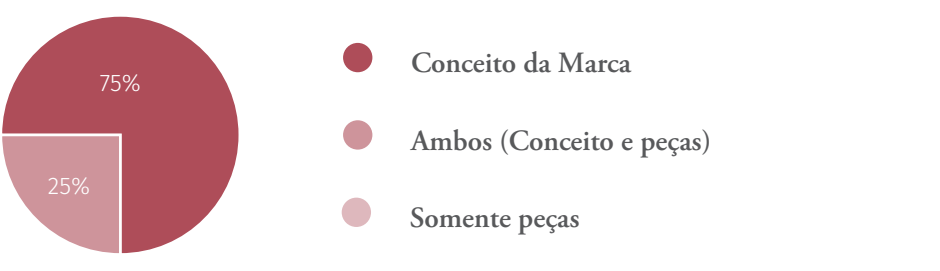 75%
25%
Conceito da Marca
Ambos (Conceito e peças)
Somente peças